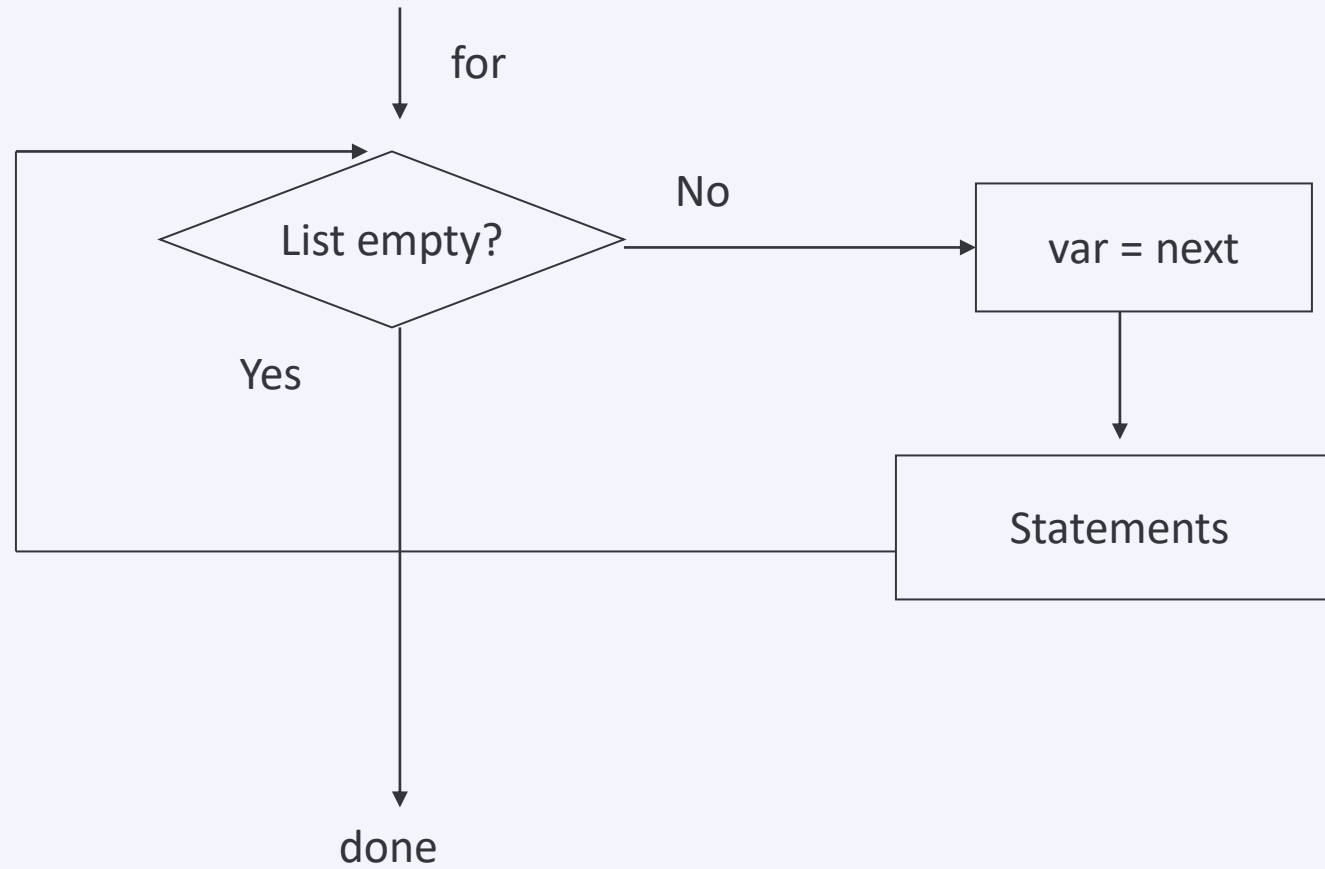 for
No
List empty?
var = next
Yes
Statements
done